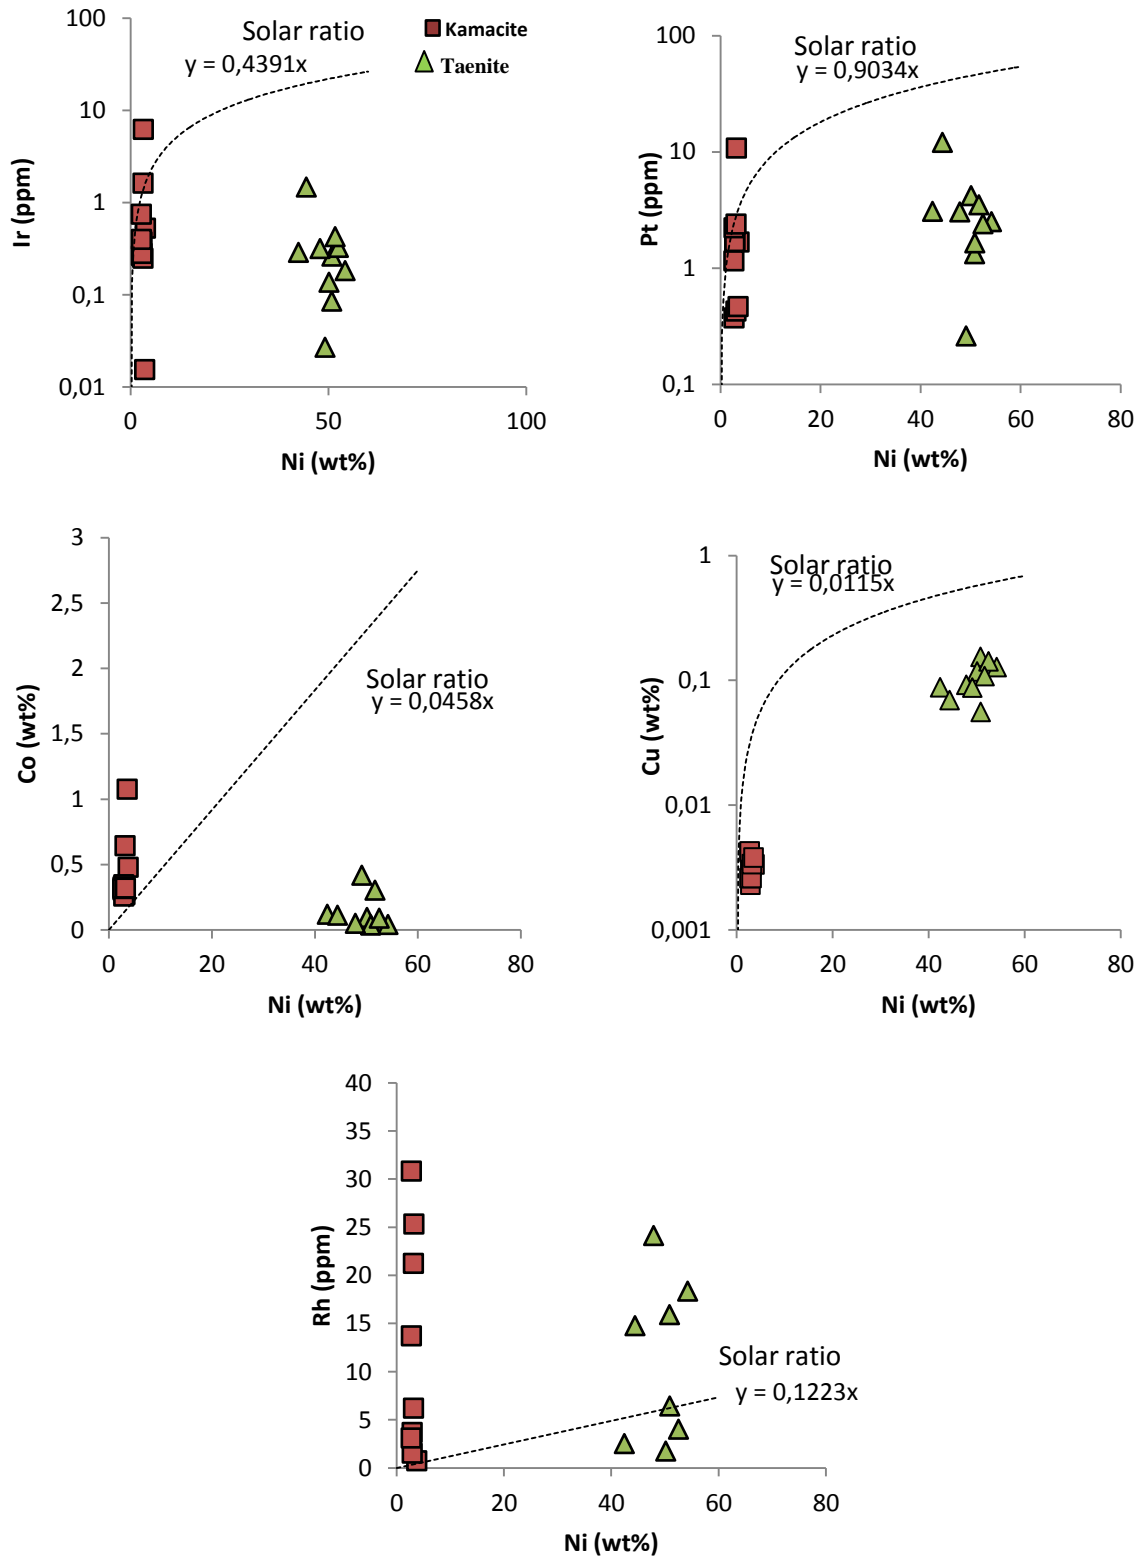 100
10
1
0,1
0,01
0
50
100
Ir (ppm)
Ni (wt%)
Solar ratio
y = 0,4391x
Kamacite
Taenite
100
10
1
0,1
0
20
40
60
80
Pt (ppm)
Ni (wt%)
Solar ratio
y = 0,9034x
3
2,5
2
1,5
1
0,5
0
0
20
40
60
80
Co (wt%)
Ni (wt%)
Solar ratio
y = 0,0458x
1
0,1
0,01
0,001
0
20
40
60
80
Cu (wt%)
Ni (wt%)
Solar ratio
y = 0,0115x
40
35
30
25
20
15
10
5
0
0
20
40
60
80
Rh (ppm)
Ni (wt%)
Solar ratio
y = 0,1223x